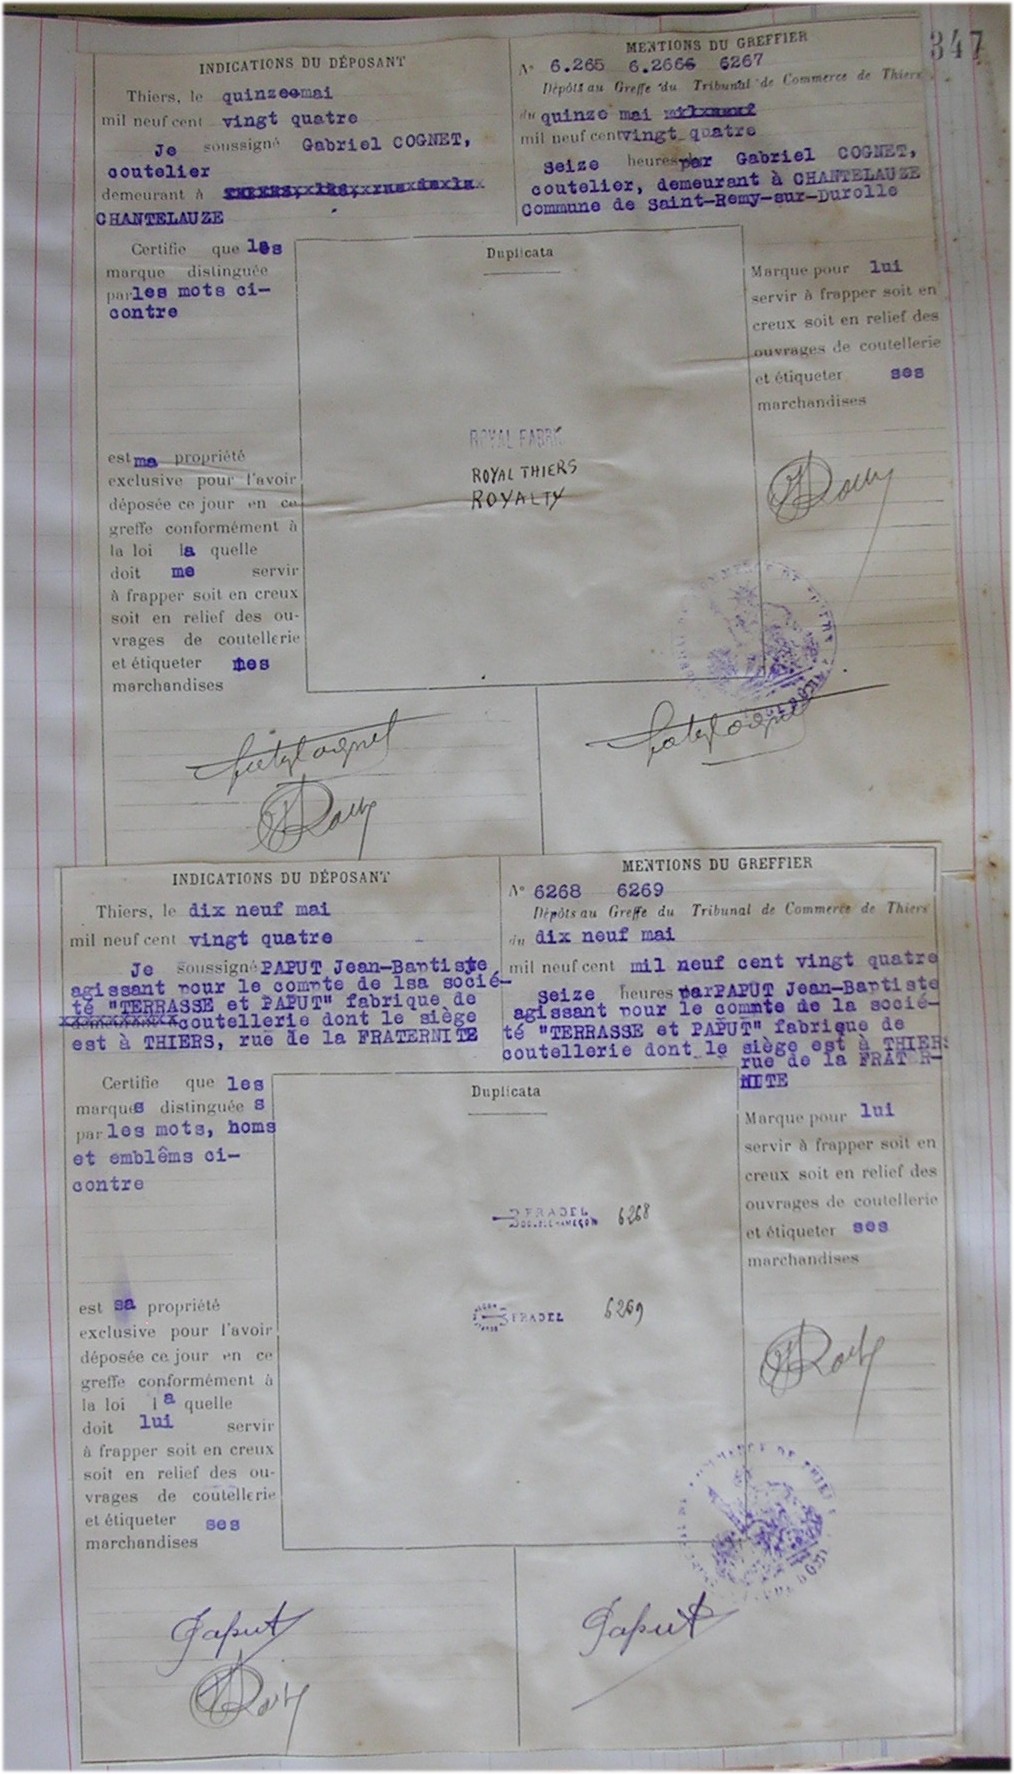 347
INDICATIONS DU DÉPOSANT
Thiers, le quinze mai
mil neuf cent vingt quatre
Je soussigné Gabriel COGNET,
coutelier
demeurant à
CHANTELAUZE
MENTIONS DU GREFFIER
N° 6.265 6.266 6267
Dépôts au Greffe du Tribunal de Commerce de Thiers
du quinze mai
mil neuf cent vingt quatre
seize heures par Gabriel COGNET,
coutelier, demeurant à CHANTELAUZE
Commune de Saint-Remy-sur-Durolle
Certifie que les
marque distinguée
par les mots ci-
contre
est ma propriété
exclusive pour l'avoir
déposée ce jour en ce
greffe conformément à
la loi la quelle
doit me servir
à frapper soit en creux
soit en relief des ou-
vrages de coutellerie
et étiqueter mes
marchandises
Duplicata
ROYAL FABRI
ROYAL THIERS
ROYALTY
Marque pour lui
servir à frapper soit en
creux soit en relief des
ouvrages de coutellerie
et étiqueter ses
marchandises
INDICATIONS DU DÉPOSANT
Thiers, le dix neuf mai
mil neuf cent vingt quatre
Je soussigné PAPUT Jean-Baptiste
agissant pour le compte de lsa socié-
té "TERRASSE et PAPUT" fabrique de
coutellerie dont le siège
est à THIERS, rue de la FRATERNITE
MENTIONS DU GREFFIER
N° 6268 6269
Dépôts au Greffe du Tribunal de Commerce de Thiers
du dix neuf mai
mil neuf cent mil neuf cent vingt quatre
seize heures par PAPUT Jean-Baptiste
agissant pour le compte de la socié-
té "TERRASSE et PAPUT" fabrique de
coutellerie dont le siège est à THIERS
rue de la FRAT R-
NITE
Certifie que les
marques distinguée s
par les mots, homs
et emblêms ci-
contre
est sa propriété
exclusive pour l'avoir
déposée ce jour en ce
greffe conformément à
la loi la quelle
doit lui servir
à frapper soit en creux
soit en relief des ou-
vrages de coutellerie
et étiqueter ses
marchandises
Duplicata
PRADEL 6268
PRADEL 6269
Marque pour lui
servir à frapper soit en
creux soit en relief des
ouvrages de coutellerie
et étiqueter ses
marchandises
Paput
Paput